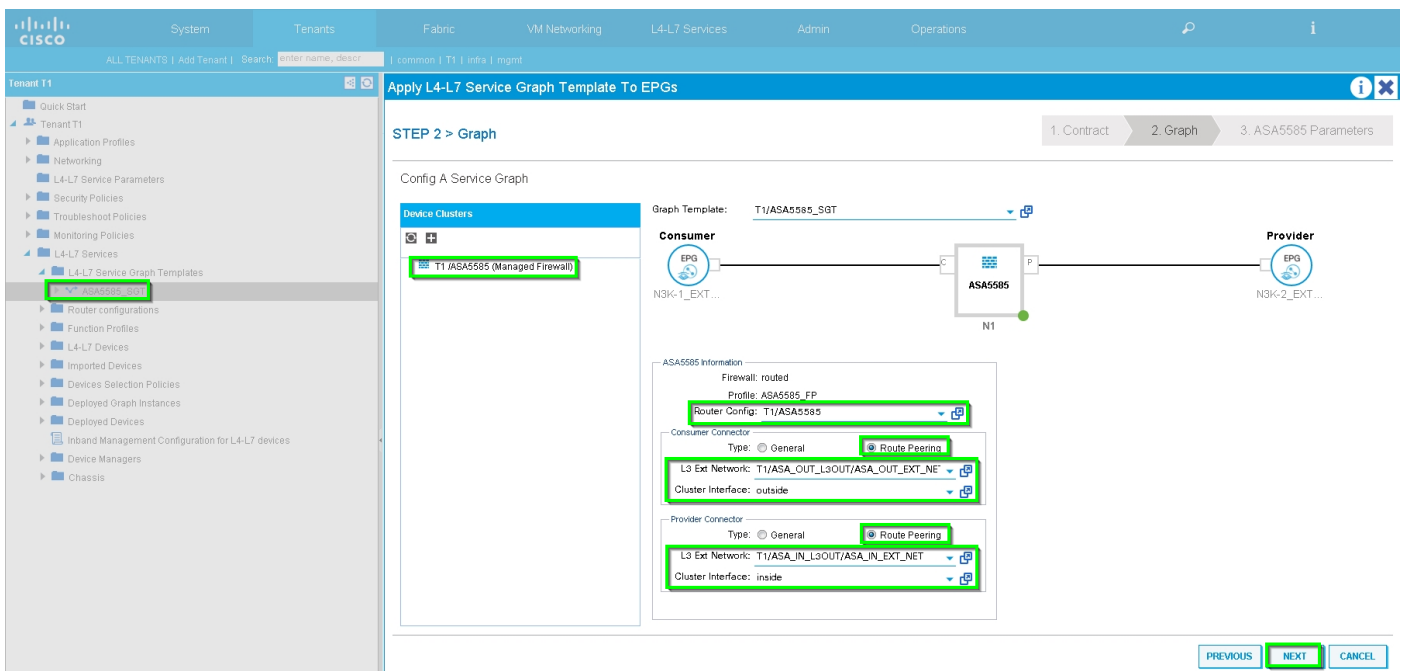 CISCO
System
Tenants
Fabric
VM Networking
L4-L7 Services
Admin
Operations
ALL TENANTS | Add Tenant | Search: enter name, descr | common | T1 | infra | mgmt
Tenant T1
Quick Start
Tenant T1
Application Profiles
Networking
L4-L7 Service Parameters
Security Policies
Troubleshoot Policies
Monitoring Policies
L4-L7 Services
L4-L7 Service Graph Templates
ASA5585_SGT
Router configurations
Function Profiles
L4-L7 Devices
Imported Devices
Devices Selection Policies
Deployed Graph Instances
Deployed Devices
Inband Management Configuration for L4-L7 devices
Device Managers
Chassis
Apply L4-L7 Service Graph Template To EPGs
STEP 2 > Graph
1. Contract
2. Graph
3. ASA5585 Parameters
Config A Service Graph
Device Clusters
T1 /ASA5585 (Managed Firewall)
Graph Template: T1/ASA5585_SGT
Consumer
EPG
N3K-1_EXT...
C
P
ASA5585
N1
Provider
EPG
N3K-2_EXT...
ASA5585 Information
Firewall: routed
Profile: ASA5585_FP
Router Config: T1/ASA5585
Consumer Connector
Type: General Route Peering
L3 Ext Network: T1/ASA_OUT_L3OUT/ASA_OUT_EXT_NE
Cluster Interface: outside
Provider Connector
Type: General Route Peering
L3 Ext Network: T1/ASA_IN_L3OUT/ASA_IN_EXT_NET
Cluster Interface: inside
PREVIOUS
NEXT
CANCEL